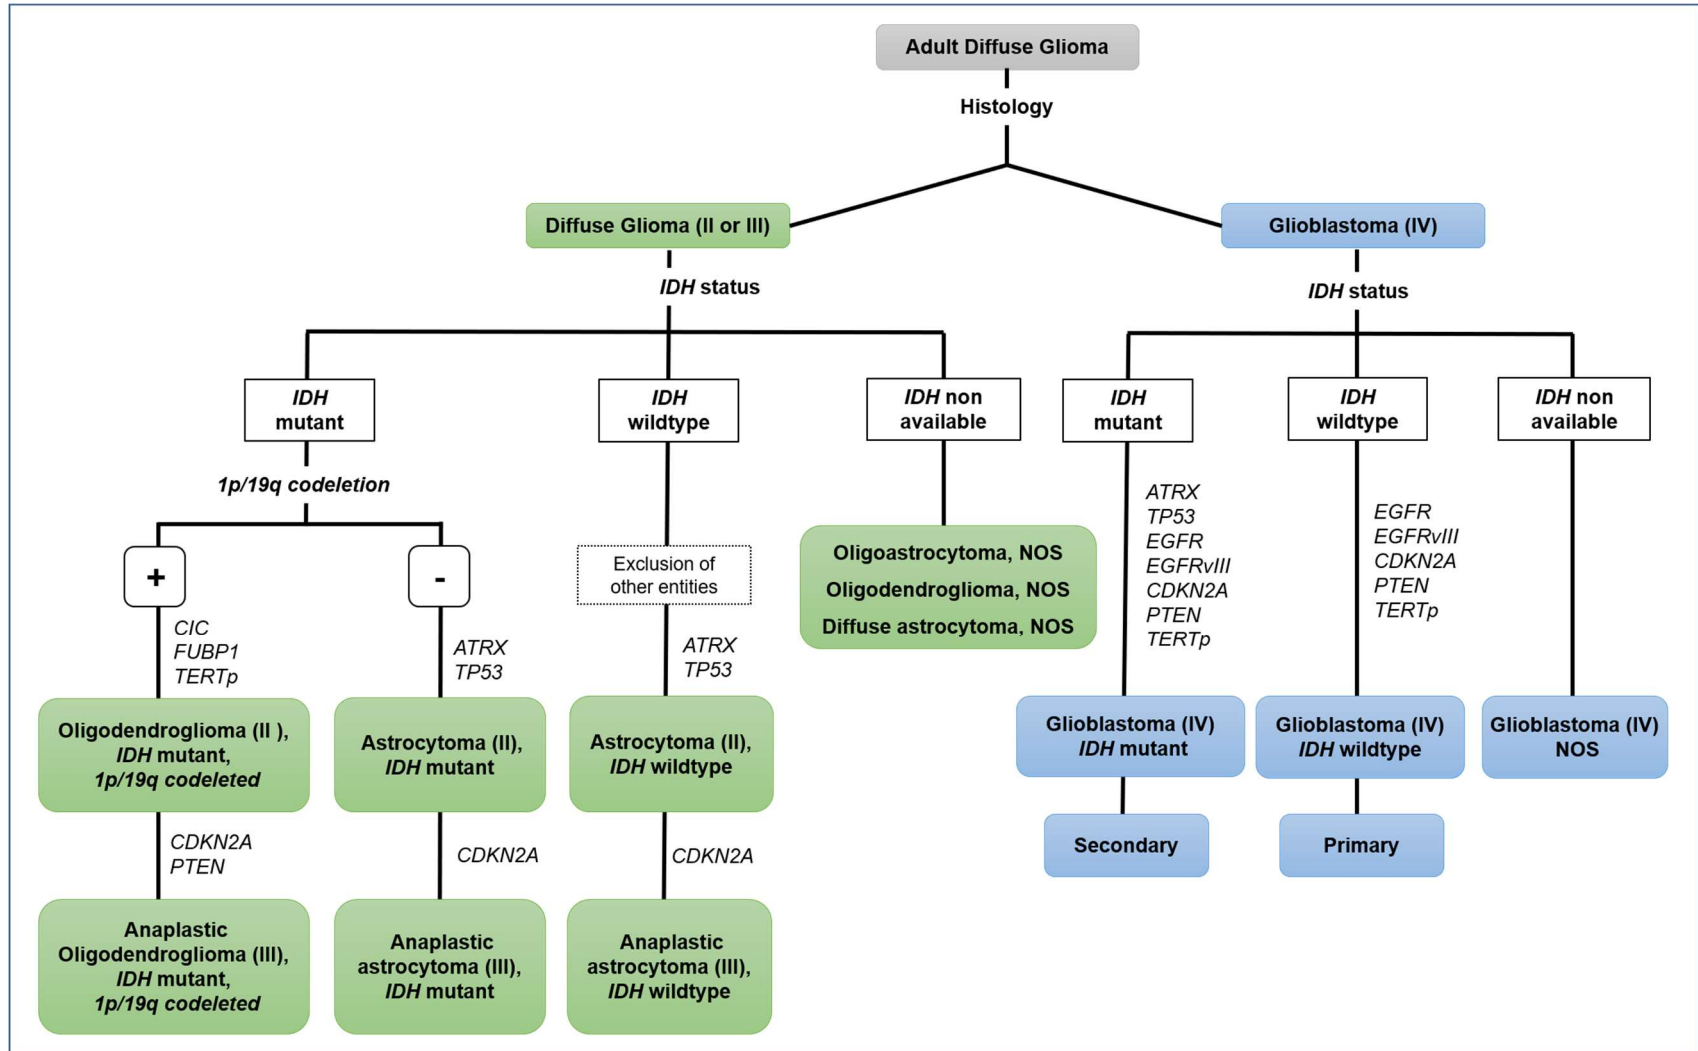 Adult Diffuse Glioma
Histology
Diffuse Glioma (II or III)
Glioblastoma (IV)
IDH status
IDH status
IDH
mutant
IDH
wildtype
IDH non
available
IDH
mutant
IDH
wildtype
IDH non
available
1p/19q codeletion
+
-
Exclusion of
other entities
Oligoastrocytoma, NOS
Oligodendroglioma, NOS
Diffuse astrocytoma, NOS
ATRX
TP53
EGFR
EGFRvIII
CDKN2A
PTEN
TERTp
EGFR
EGFRvIII
CDKN2A
PTEN
TERTp
CIC
FUBP1
TERTp
ATRX
TP53
ATRX
TP53
Oligodendroglioma (II ),
IDH mutant,
1p/19q codeleted
Astrocytoma (II),
IDH mutant
Astrocytoma (II),
IDH wildtype
Glioblastoma (IV)
IDH mutant
Glioblastoma (IV)
IDH wildtype
Glioblastoma (IV)
NOS
CDKN2A
PTEN
CDKN2A
CDKN2A
Secondary
Primary
Anaplastic
Oligodendroglioma (III),
IDH mutant,
1p/19q codeleted
Anaplastic
astrocytoma (III),
IDH mutant
Anaplastic
astrocytoma (III),
IDH wildtype